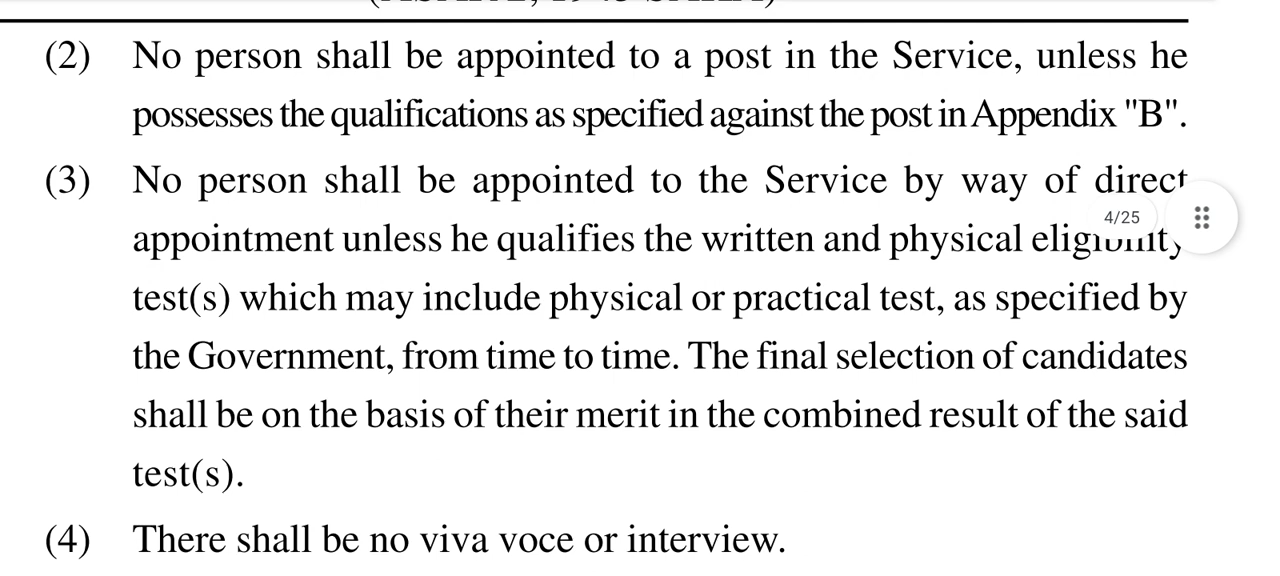 (2) No person shall be appointed to a post in the Service, unless he
possesses the qualifications as specified against the post in Appendix "B".
(3) No person shall be appointed to the Service by way of direct
4/25
appointment unless he qualifies the written and physical eligibility
test(s) which may include physical or practical test, as specified by
the Government, from time to time. The final selection of candidates
shall be on the basis of their merit in the combined result of the said
test(s).
(4) There shall be no viva voce or interview.